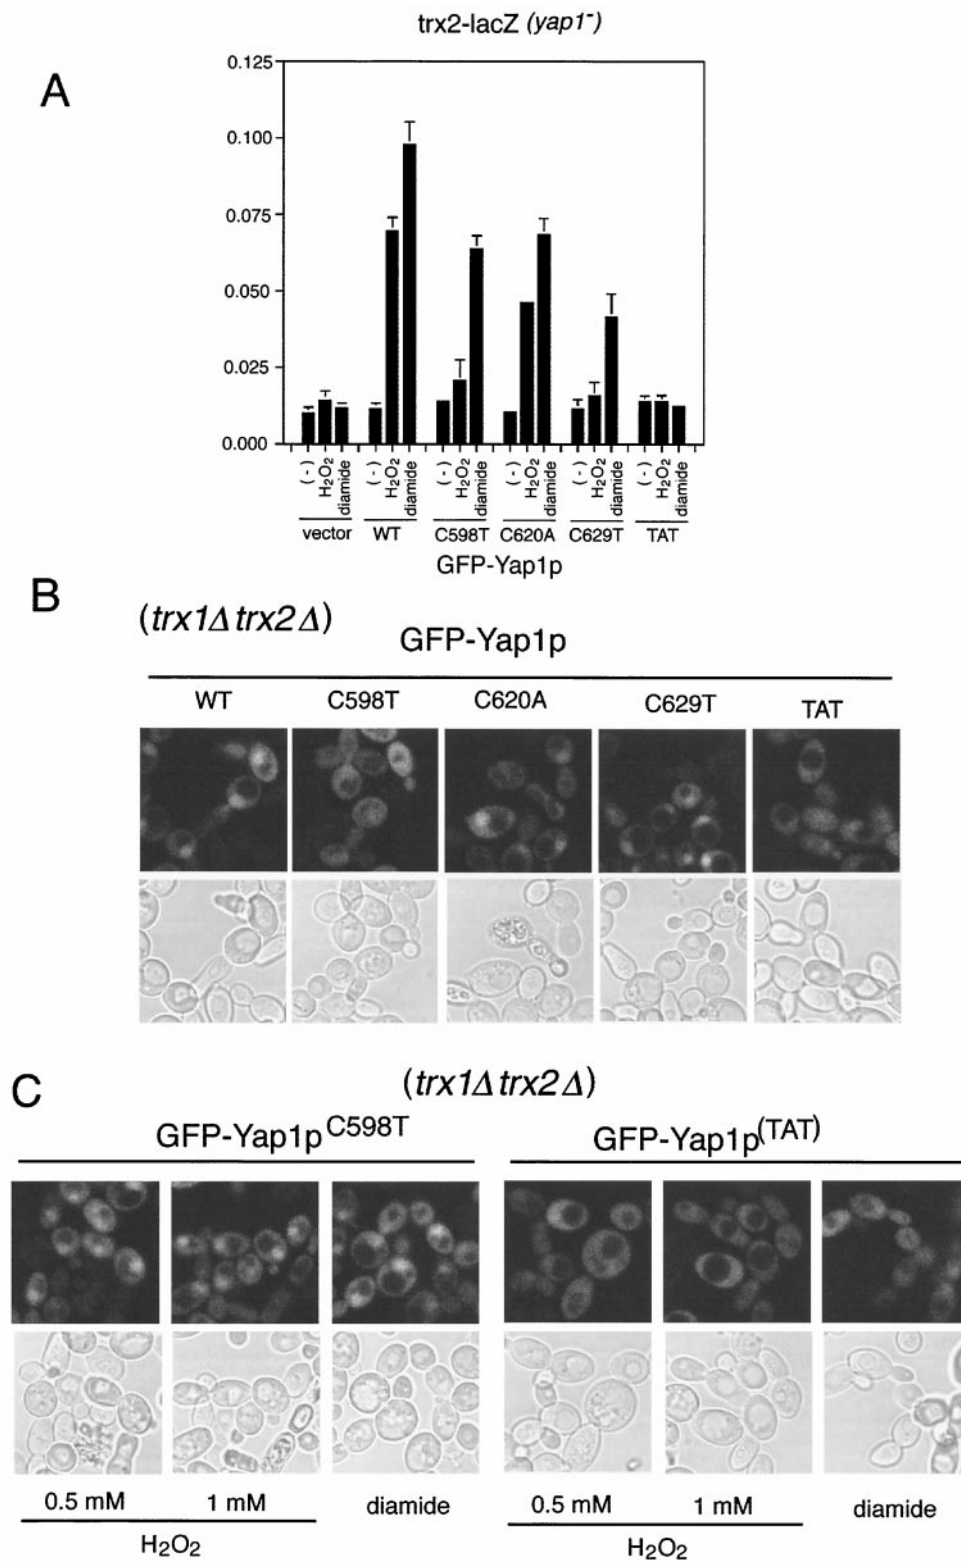 trx2-lacZ (yap1⁻)
A
0.125
0.100
0.075
0.050
0.025
0.000
(-) H₂O₂ diamide (-) H₂O₂ diamide (-) H₂O₂ diamide (-) H₂O₂ diamide (-) H₂O₂ diamide (-) H₂O₂ diamide
vector WT C598T C620A C629T TAT
GFP-Yap1p
B
(trx1Δ trx2Δ)
GFP-Yap1p
WT C598T C620A C629T TAT
C
(trx1Δ trx2Δ)
GFP-Yap1p C598T GFP-Yap1p (TAT)
0.5 mM 1 mM diamide 0.5 mM 1 mM diamide
H₂O₂ H₂O₂